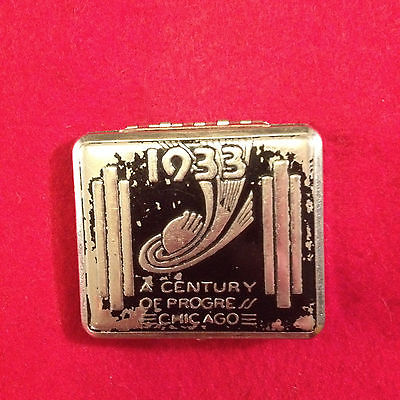 1933
A CENTURY
OF PROGRESS
CHICAGO